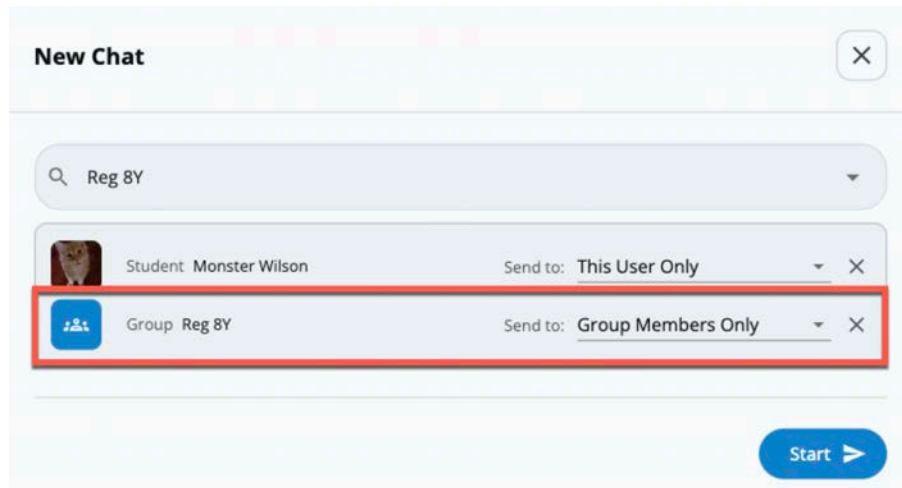 New Chat
Reg 8Y
Student Monster Wilson Send to: This User Only
Group Reg 8Y Send to: Group Members Only
Start